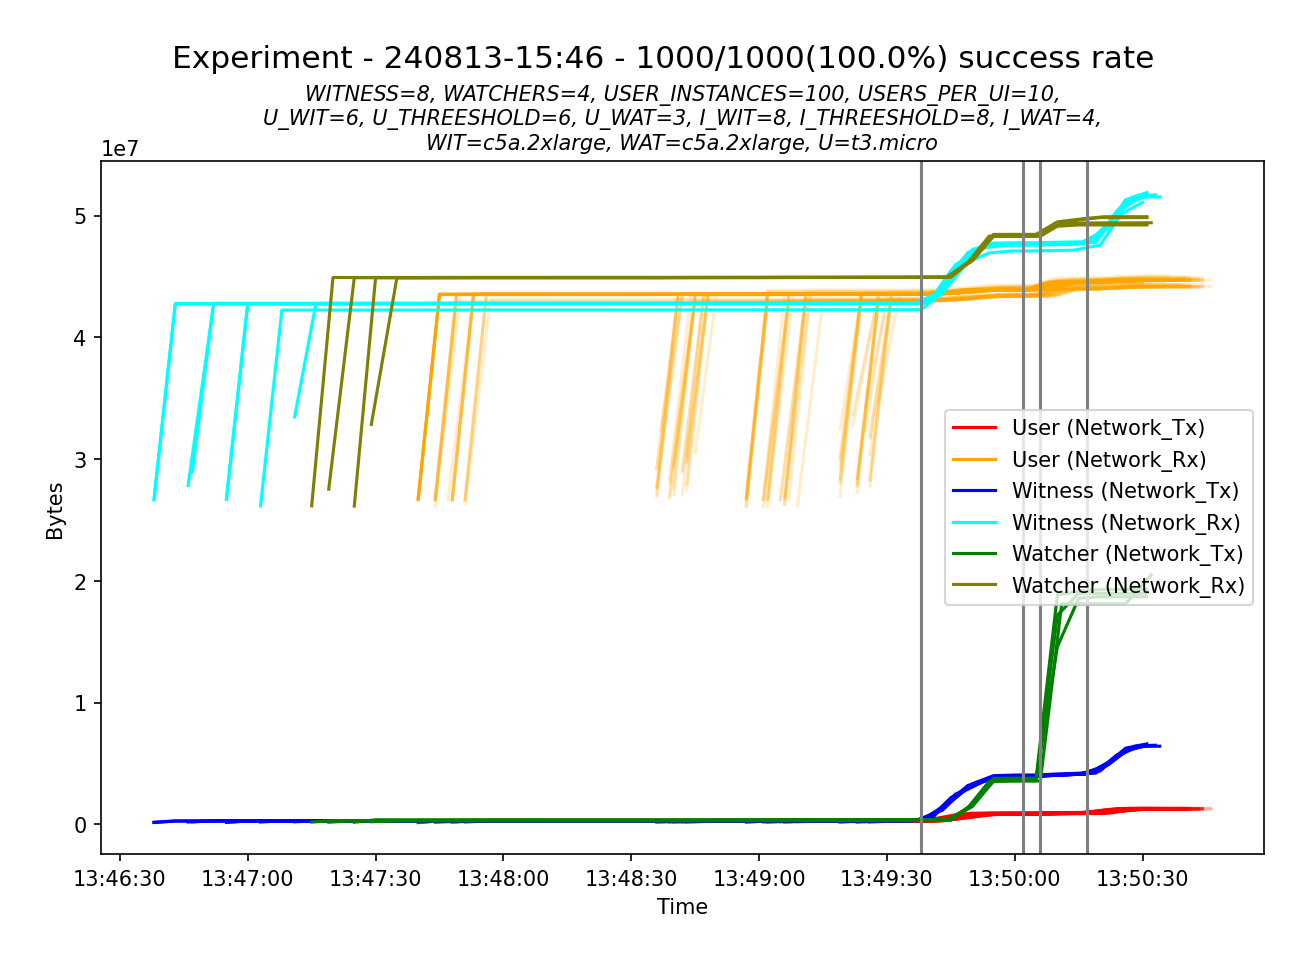 Experiment - 240813-15:46 - 1000/1000(100.0%) success rate
WITNESS=8, WATCHERS=4, USER_INSTANCES=100, USERS_PER_UI=10,
U_WIT=6, U_THREESHOLD=6, U_WAT=3, I_WIT=8, I_THREESHOLD=8, I_WAT=4,
WIT=c5a.2xlarge, WAT=c5a.2xlarge, U=t3.micro
1e7
5
4
3
2
1
0
Bytes
User (Network_Tx)
User (Network_Rx)
Witness (Network_Tx)
Witness (Network_Rx)
Watcher (Network_Tx)
Watcher (Network_Rx)
13:46:30 13:47:00 13:47:30 13:48:00 13:48:30 13:49:00 13:49:30 13:50:00 13:50:30
Time